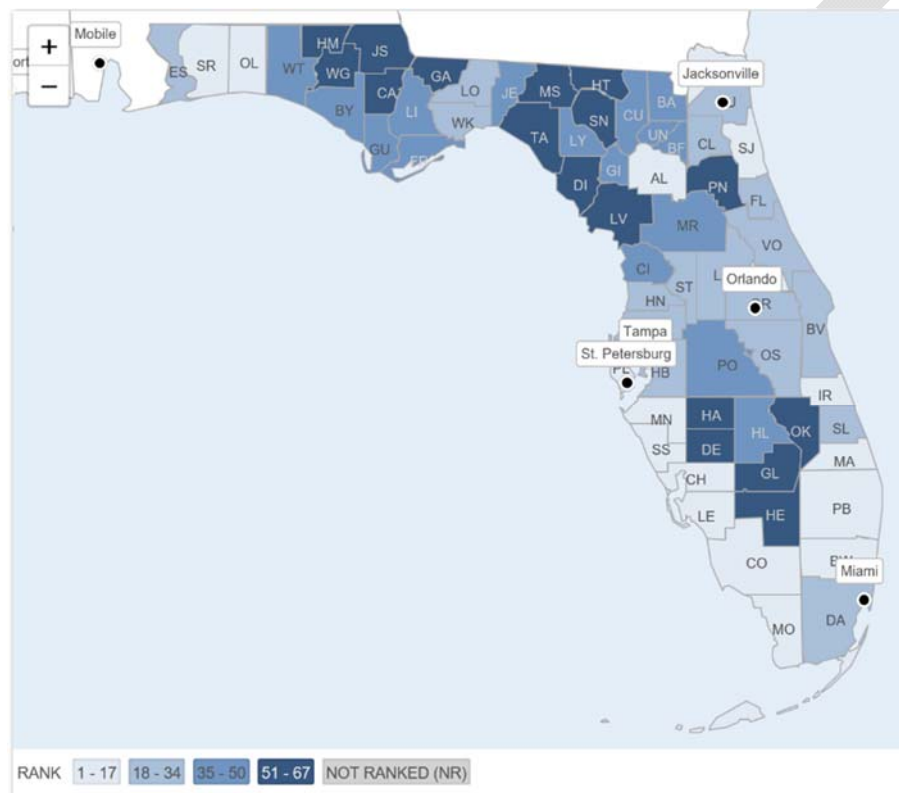 +
Mobile
HM
JS
ort
−
ES
SR
OL
WT
WG
GA
Jacksonville
CA
LO
JE
MS
HT
BA
BY
LI
WK
SN
CU
TA
LY
UN
BF
CL
SJ
GU
GI
AL
DI
PN
FL
LV
MR
VO
CI
ST
L
Orlando
HN
Tampa
BV
St. Petersburg
HB
PO
OS
IR
MN
HA
HL
OK
SL
SS
DE
MA
CH
GL
LE
HE
PB
CO
Miami
DA
MO
RANK 1 - 17 18 - 34 35 - 50 51 - 67 NOT RANKED (NR)